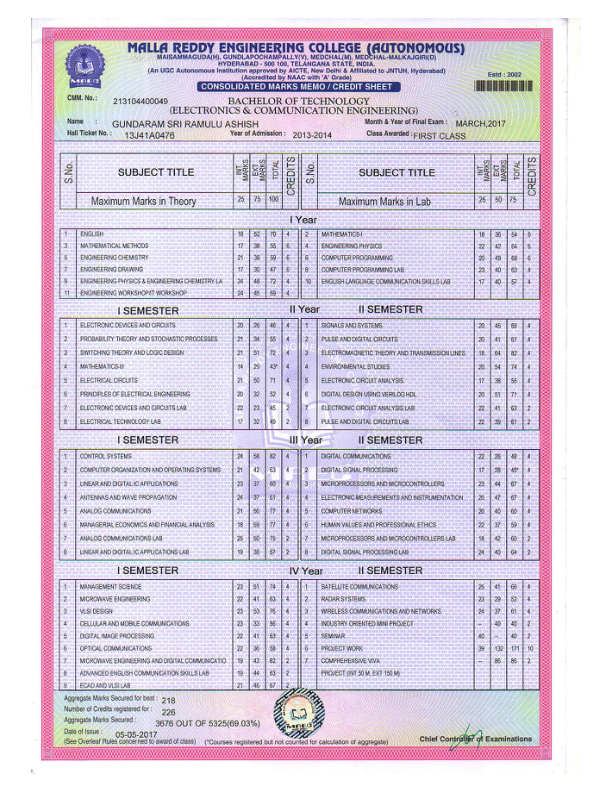 MALLA REDDY ENGINEERING COLLEGE (AUTONOMOUS)
MAISAMMAGUDA(H), GUNDLAPOOCHAMPALLY(V), MEDCHAL(M), MEDCHAL-MALKAJGIRI(D)
HYDERABAD - 500 100, TELANGANA STATE, INDIA.
(An UGC Autonomous Institution approved by AICTE, New Delhi & Affiliated to JNTUH, Hyderabad)
(Accredited by NAAC with 'A' Grade)
Estd : 2002
CONSOLIDATED MARKS MEMO / CREDIT SHEET
CMM. No.: 213104400049
BACHELOR OF TECHNOLOGY
(ELECTRONICS & COMMUNICATION ENGINEERING)
Name : GUNDARAM SRI RAMULU ASHISH Month & Year of Final Exam : MARCH,2017
Hall Ticket No. : 13J41A0476 Year of Admission : 2013-2014 Class Awarded : FIRST CLASS
S.No. SUBJECT TITLE INT MARKS EXT MARKS TOTAL CREDITS S.No. SUBJECT TITLE INT MARKS EXT MARKS TOTAL CREDITS
Maximum Marks in Theory 25 75 100 Maximum Marks in Lab 25 50 75
I Year
1 ENGLISH 18 52 70 4 2 MATHEMATICS-I 18 36 54 6
3 MATHEMATICAL METHODS 17 38 55 6 4 ENGINEERING PHYSICS 22 42 64 6
5 ENGINEERING CHEMISTRY 21 38 59 6 6 COMPUTER PROGRAMMING 20 49 69 6
7 ENGINEERING DRAWING 17 30 47 6 8 COMPUTER PROGRAMMING LAB 23 40 63 4
9 ENGINEERING PHYSICS & ENGINEERING CHEMISTRY LA 24 48 72 4 10 ENGLISH LANGUAGE COMMUNICATION SKILLS LAB 17 40 57 4
11 ENGINEERING WORKSHOP/IT WORKSHOP 24 45 69 4
I SEMESTER II Year II SEMESTER
1 ELECTRONIC DEVICES AND CIRCUITS 20 26 46 4 1 SIGNALS AND SYSTEMS 20 46 66 4
2 PROBABILITY THEORY AND STOCHASTIC PROCESSES 21 34 55 4 2 PULSE AND DIGITAL CIRCUITS 20 41 61 4
3 SWITCHING THEORY AND LOGIC DESIGN 21 51 72 4 3 ELECTROMAGNETIC THEORY AND TRANSMISSION LINES 18 64 82 4
4 MATHEMATICS-III 14 29 43* 4 4 ENVIRONMENTAL STUDIES 20 54 74 4
5 ELECTRICAL CIRCUITS 21 50 71 4 5 ELECTRONIC CIRCUIT ANALYSIS 17 38 55 4
6 PRINCIPLES OF ELECTRICAL ENGINEERING 20 32 52 4 6 DIGITAL DESIGN USING VERILOG HDL 20 51 71 4
7 ELECTRONIC DEVICES AND CIRCUITS LAB 22 23 45 2 7 ELECTRONIC CIRCUIT ANALYSIS LAB 22 41 63 2
8 ELECTRICAL TECHNOLOGY LAB 17 32 49 2 8 PULSE AND DIGITAL CIRCUITS LAB 22 39 61 2
I SEMESTER III Year II SEMESTER
1 CONTROL SYSTEMS 24 58 82 4 1 DIGITAL COMMUNICATIONS 22 26 48 4
2 COMPUTER ORGANIZATION AND OPERATING SYSTEMS 21 42 63 4 2 DIGITAL SIGNAL PROCESSING 17 28 45* 4
3 LINEAR AND DIGITAL IC APPLICATIONS 23 37 60 4 3 MICROPROCESSORS AND MICROCONTROLLERS 23 44 67 4
4 ANTENNAS AND WAVE PROPAGATION 24 37 61 4 4 ELECTRONIC MEASUREMENTS AND INSTRUMENTATION 20 47 67 4
5 ANALOG COMMUNICATIONS 21 56 77 4 5 COMPUTER NETWORKS 20 40 60 4
6 MANAGERIAL ECONOMICS AND FINANCIAL ANALYSIS 18 59 77 4 6 HUMAN VALUES AND PROFESSIONAL ETHICS 22 37 59 4
7 ANALOG COMMUNICATIONS LAB 25 50 75 2 7 MICROPROCESSORS AND MICROCONTROLLERS LAB 18 42 60 2
8 LINEAR AND DIGITAL IC APPLICATIONS LAB 19 38 57 2 8 DIGITAL SIGNAL PROCESSING LAB 24 40 64 2
I SEMESTER IV Year II SEMESTER
1 MANAGEMENT SCIENCE 23 51 74 4 1 SATELLITE COMMUNICATIONS 25 41 66 4
2 MICROWAVE ENGINEERING 22 41 63 4 2 RADAR SYSTEMS 23 29 52 4
3 VLSI DESIGN 23 53 76 4 3 WIRELESS COMMUNICATIONS AND NETWORKS 24 37 61 4
4 CELLULAR AND MOBILE COMMUNICATIONS 23 33 56 4 4 INDUSTRY ORIENTED MINI PROJECT -- 40 40 2
5 DIGITAL IMAGE PROCESSING 22 41 63 4 5 SEMINAR 40 -- 40 2
6 OPTICAL COMMUNICATIONS 22 36 58 4 6 PROJECT WORK 39 132 171 10
7 MICROWAVE ENGINEERING AND DIGITAL COMMUNICATIO 19 43 62 2 7 COMPREHENSIVE VIVA -- 86 86 2
8 ADVANCED ENGLISH COMMUNICATION SKILLS LAB 19 44 63 2 PROJECT (INT 50 M, EXT 150 M)
9 ECAD AND VLSI LAB 21 46 67 2
Aggregate Marks Secured for best : 218
Number of Credits registered for : 226
Aggregate Marks Secured : 3676 OUT OF 5325(69.03%)
Date of Issue : 05-05-2017
(See Overleaf Rules concerned to award of class) (*Courses registered but not counted for calculation of aggregate)
Chief Controller of Examinations
MREC